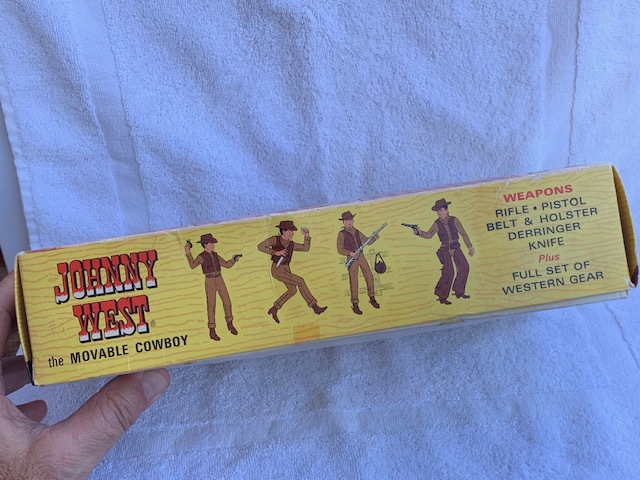 JOHNNY
WEST®
the MOVABLE COWBOY
WEAPONS
RIFLE • PISTOL
BELT & HOLSTER
DERRINGER
KNIFE
Plus
FULL SET OF
WESTERN GEAR